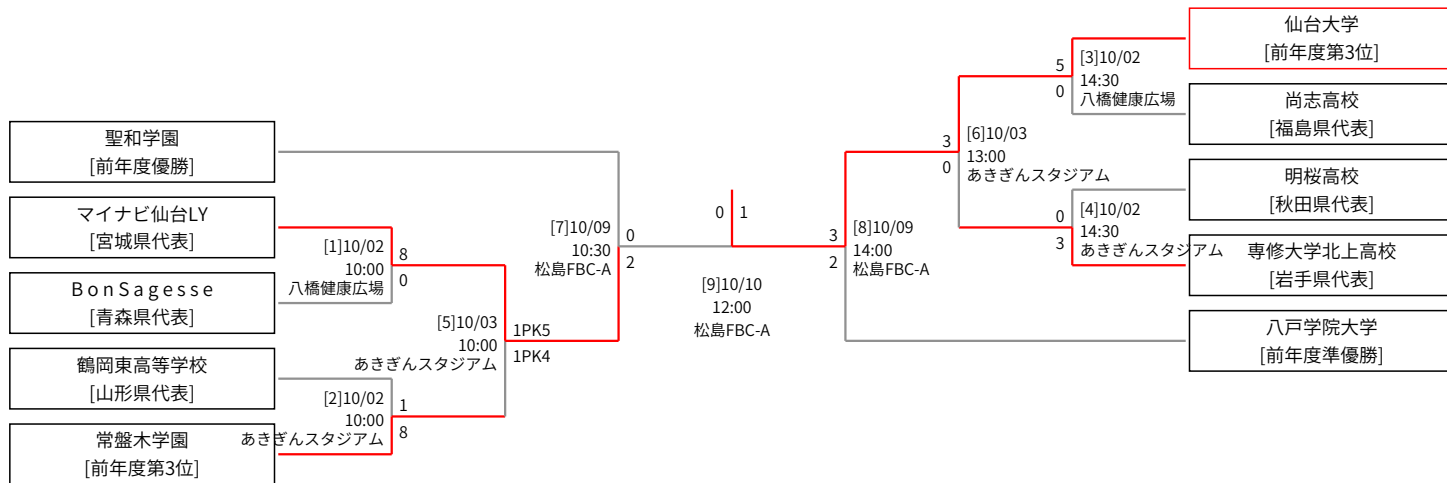 聖和学園
[前年度優勝]
マイナビ仙台LY
[宮城県代表]
BonSagesse
[青森県代表]
鶴岡東高等学校
[山形県代表]
常盤木学園
[前年度第3位]
[1]10/02
10:00
八橋健康広場
8
0
[2]10/02
10:00
あきぎんスタジアム
1
8
[5]10/03
10:00
あきぎんスタジアム
1PK5
1PK4
[7]10/09
10:30
松島FBC-A
0
2
0
1
[9]10/10
12:00
松島FBC-A
3
2
[8]10/09
14:00
松島FBC-A
3
0
[6]10/03
13:00
あきぎんスタジアム
5
0
[3]10/02
14:30
八橋健康広場
0
3
[4]10/02
14:30
あきぎんスタジアム
仙台大学
[前年度第3位]
尚志高校
[福島県代表]
明桜高校
[秋田県代表]
専修大学北上高校
[岩手県代表]
八戸学院大学
[前年度準優勝]